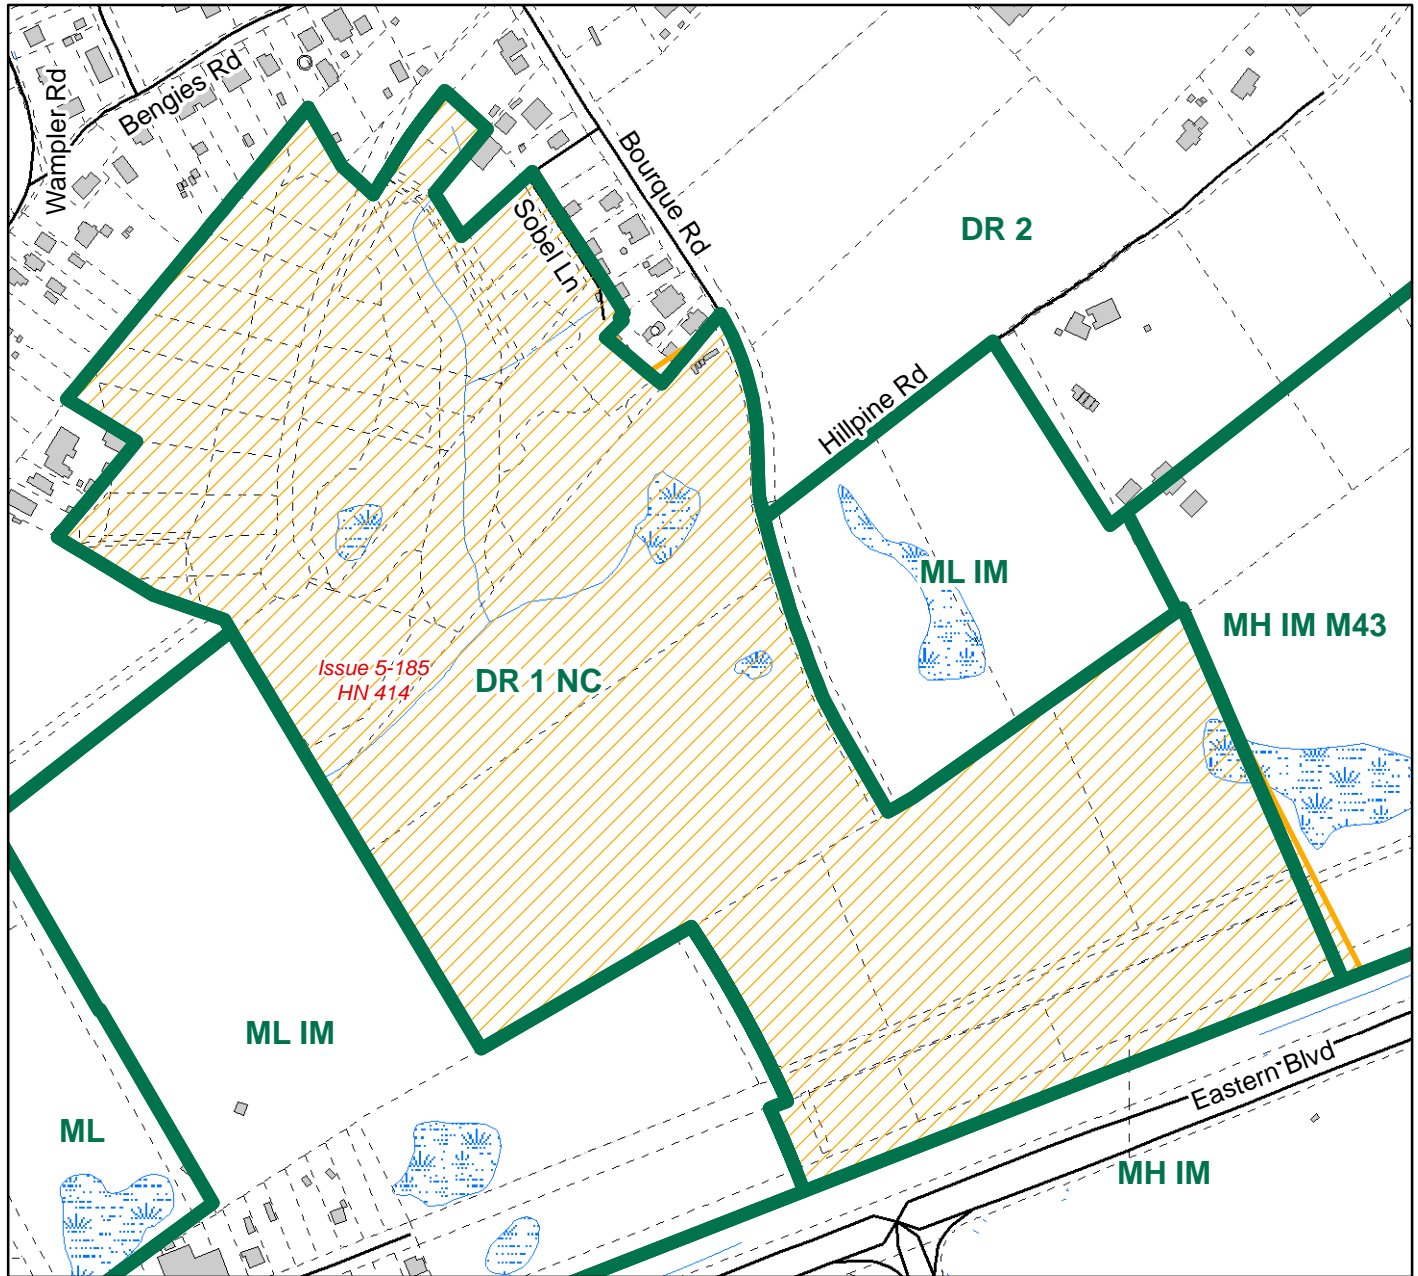 Wampler Rd
Bengies Rd
Bourque Rd
Sobel Ln
DR 2
Hillpine Rd
ML IM
MH IM M43
Issue 5-185
HN 414
DR 1 NC
ML IM
ML
Eastern Blvd
MH IM